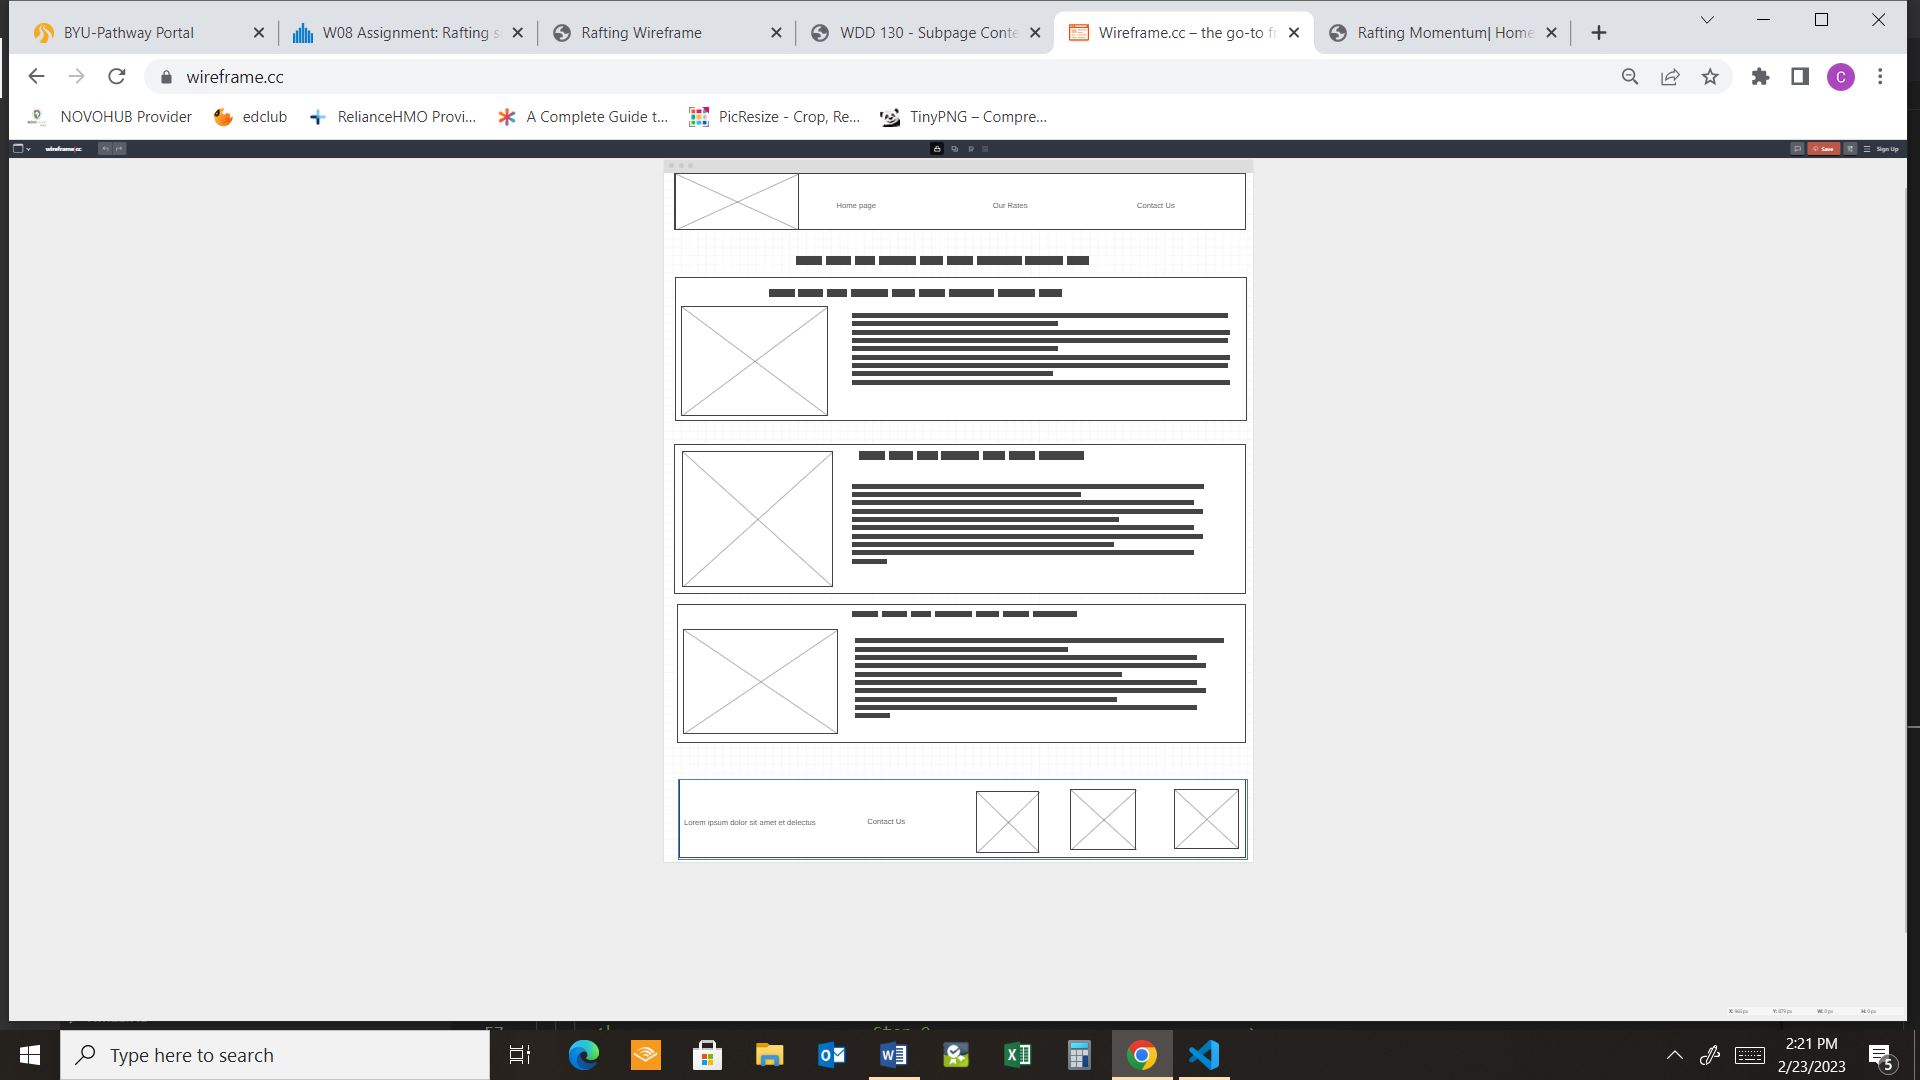 BYU-Pathway Portal
W08 Assignment: Rafting s
Rafting Wireframe
WDD 130 - Subpage Conte
Wireframe.cc – the go-to f
Rafting Momentum| Home
wireframe.cc
C
NOVOHUB Provider
edclub
RelianceHMO Provi...
A Complete Guide t...
PicResize - Crop, Re...
TinyPNG – Compre...
wireframe|cc
Save
Sign Up
Home page
Our Rates
Contact Us
Lorem ipsum dolor sit amet et delectus
Contact Us
Type here to search
2:21 PM
2/23/2023
5